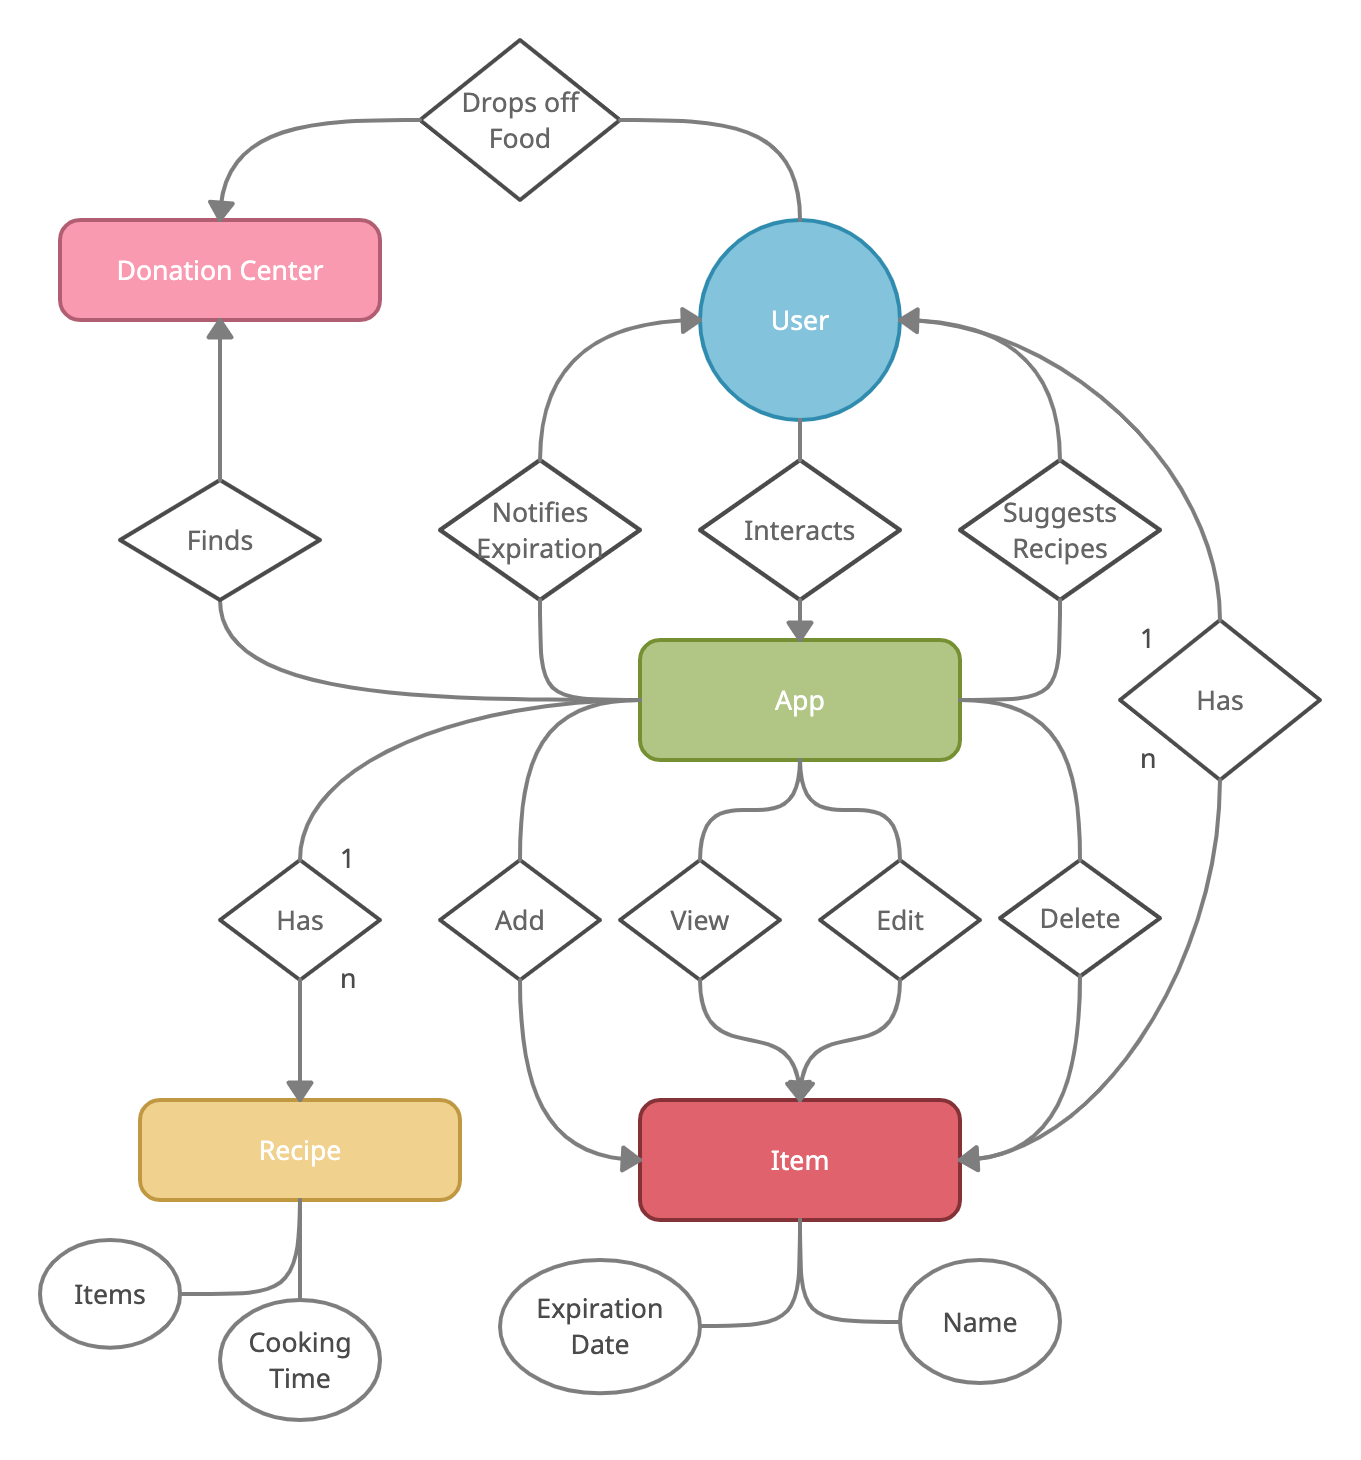 Drops off
Food
Donation Center
User
Finds
Notifies
Expiration
Interacts
Suggests
Recipes
1
Has
n
App
1
Has
n
Add
View
Edit
Delete
Recipe
Item
Items
Cooking
Time
Expiration
Date
Name